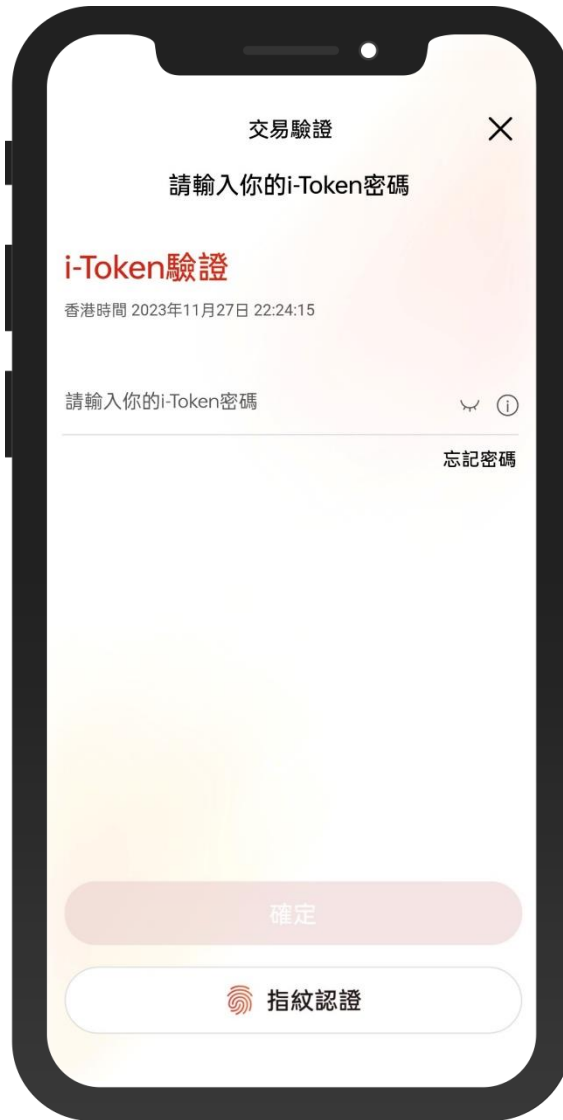 交易驗證
請輸入你的i-Token密碼
i-Token驗證
香港時間 2023年11月27日 22:24:15
請輸入你的i-Token密碼
忘記密碼
確定
指紋認證